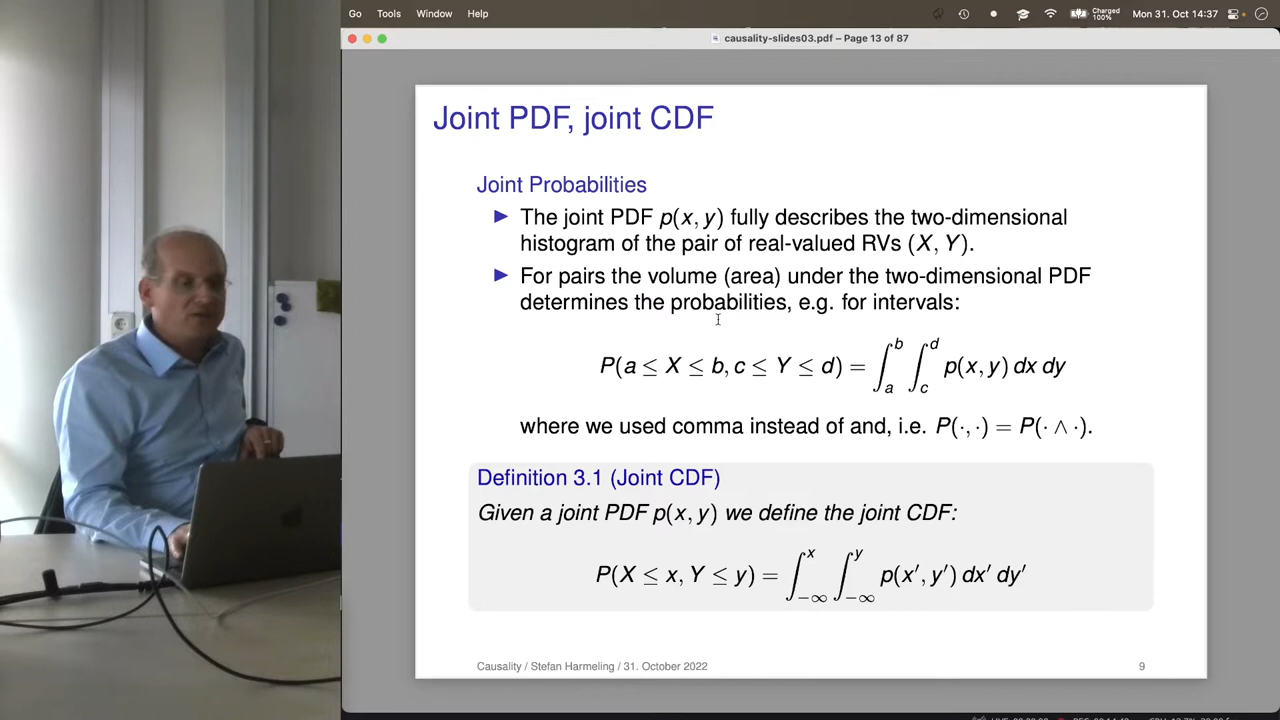 Go Tools Window Help
Charged 100%
Mon 31. Oct 14:37
causality-slides03.pdf – Page 13 of 87
Joint PDF, joint CDF
Joint Probabilities
▶ The joint PDF p(x, y) fully describes the two-dimensional
histogram of the pair of real-valued RVs (X, Y).
▶ For pairs the volume (area) under the two-dimensional PDF
determines the probabilities, e.g. for intervals:
P(a ≤ X ≤ b, c ≤ Y ≤ d) = ∫_a^b ∫_c^d p(x, y) dx dy
where we used comma instead of and, i.e. P(·, ·) = P(· ∧ ·).
Definition 3.1 (Joint CDF)
Given a joint PDF p(x, y) we define the joint CDF:
P(X ≤ x, Y ≤ y) = ∫_{−∞}^x ∫_{−∞}^y p(x′, y′) dx′ dy′
Causality / Stefan Harmeling / 31. October 2022
9